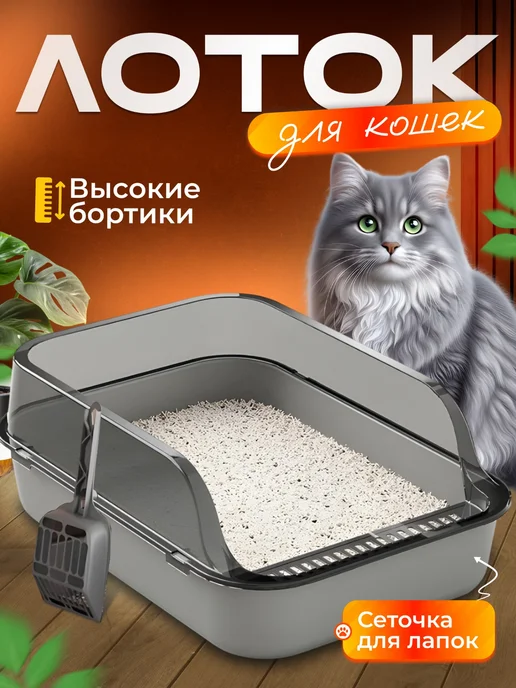 ЛОТОК
для кошек
Высокие
бортики
Сеточка
для лапок